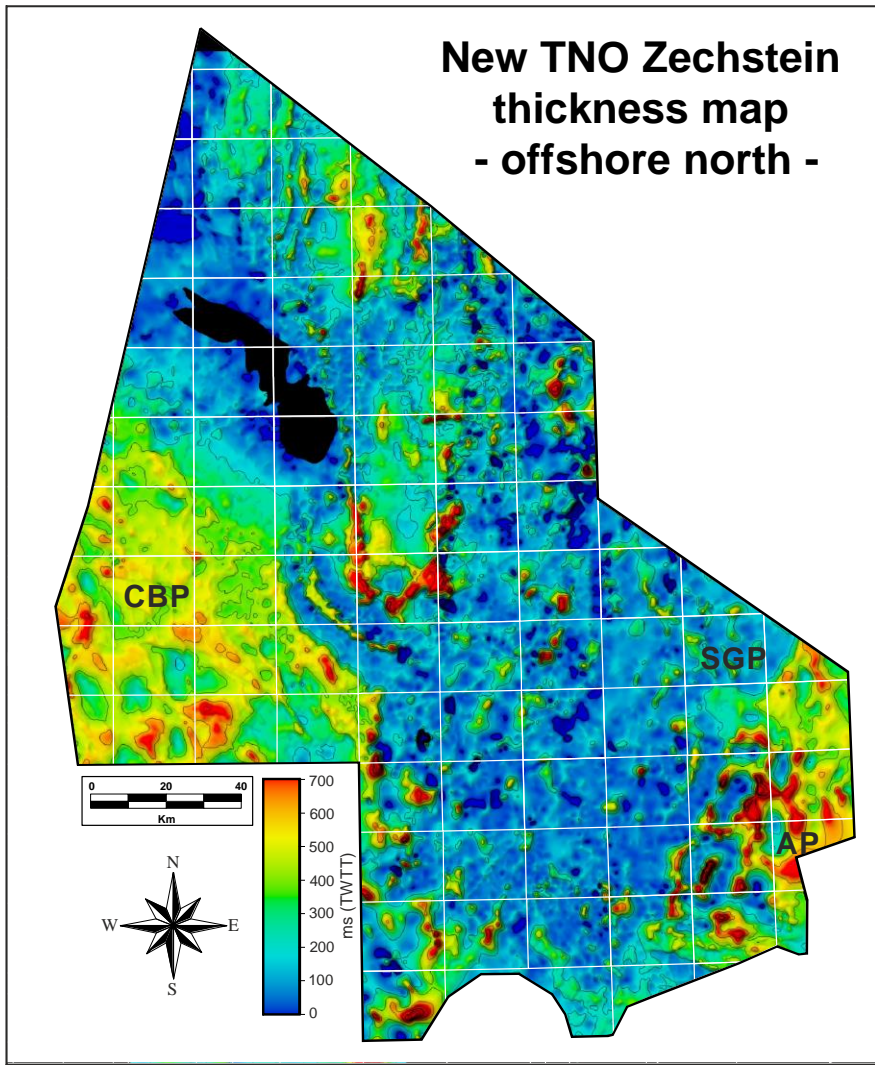 New TNO Zechstein
thickness map
- offshore north -
CBP
SGP
AP
0 20 40
Km
N
W E
S
700
600
500
400
300
200
100
0
ms (TWTT)